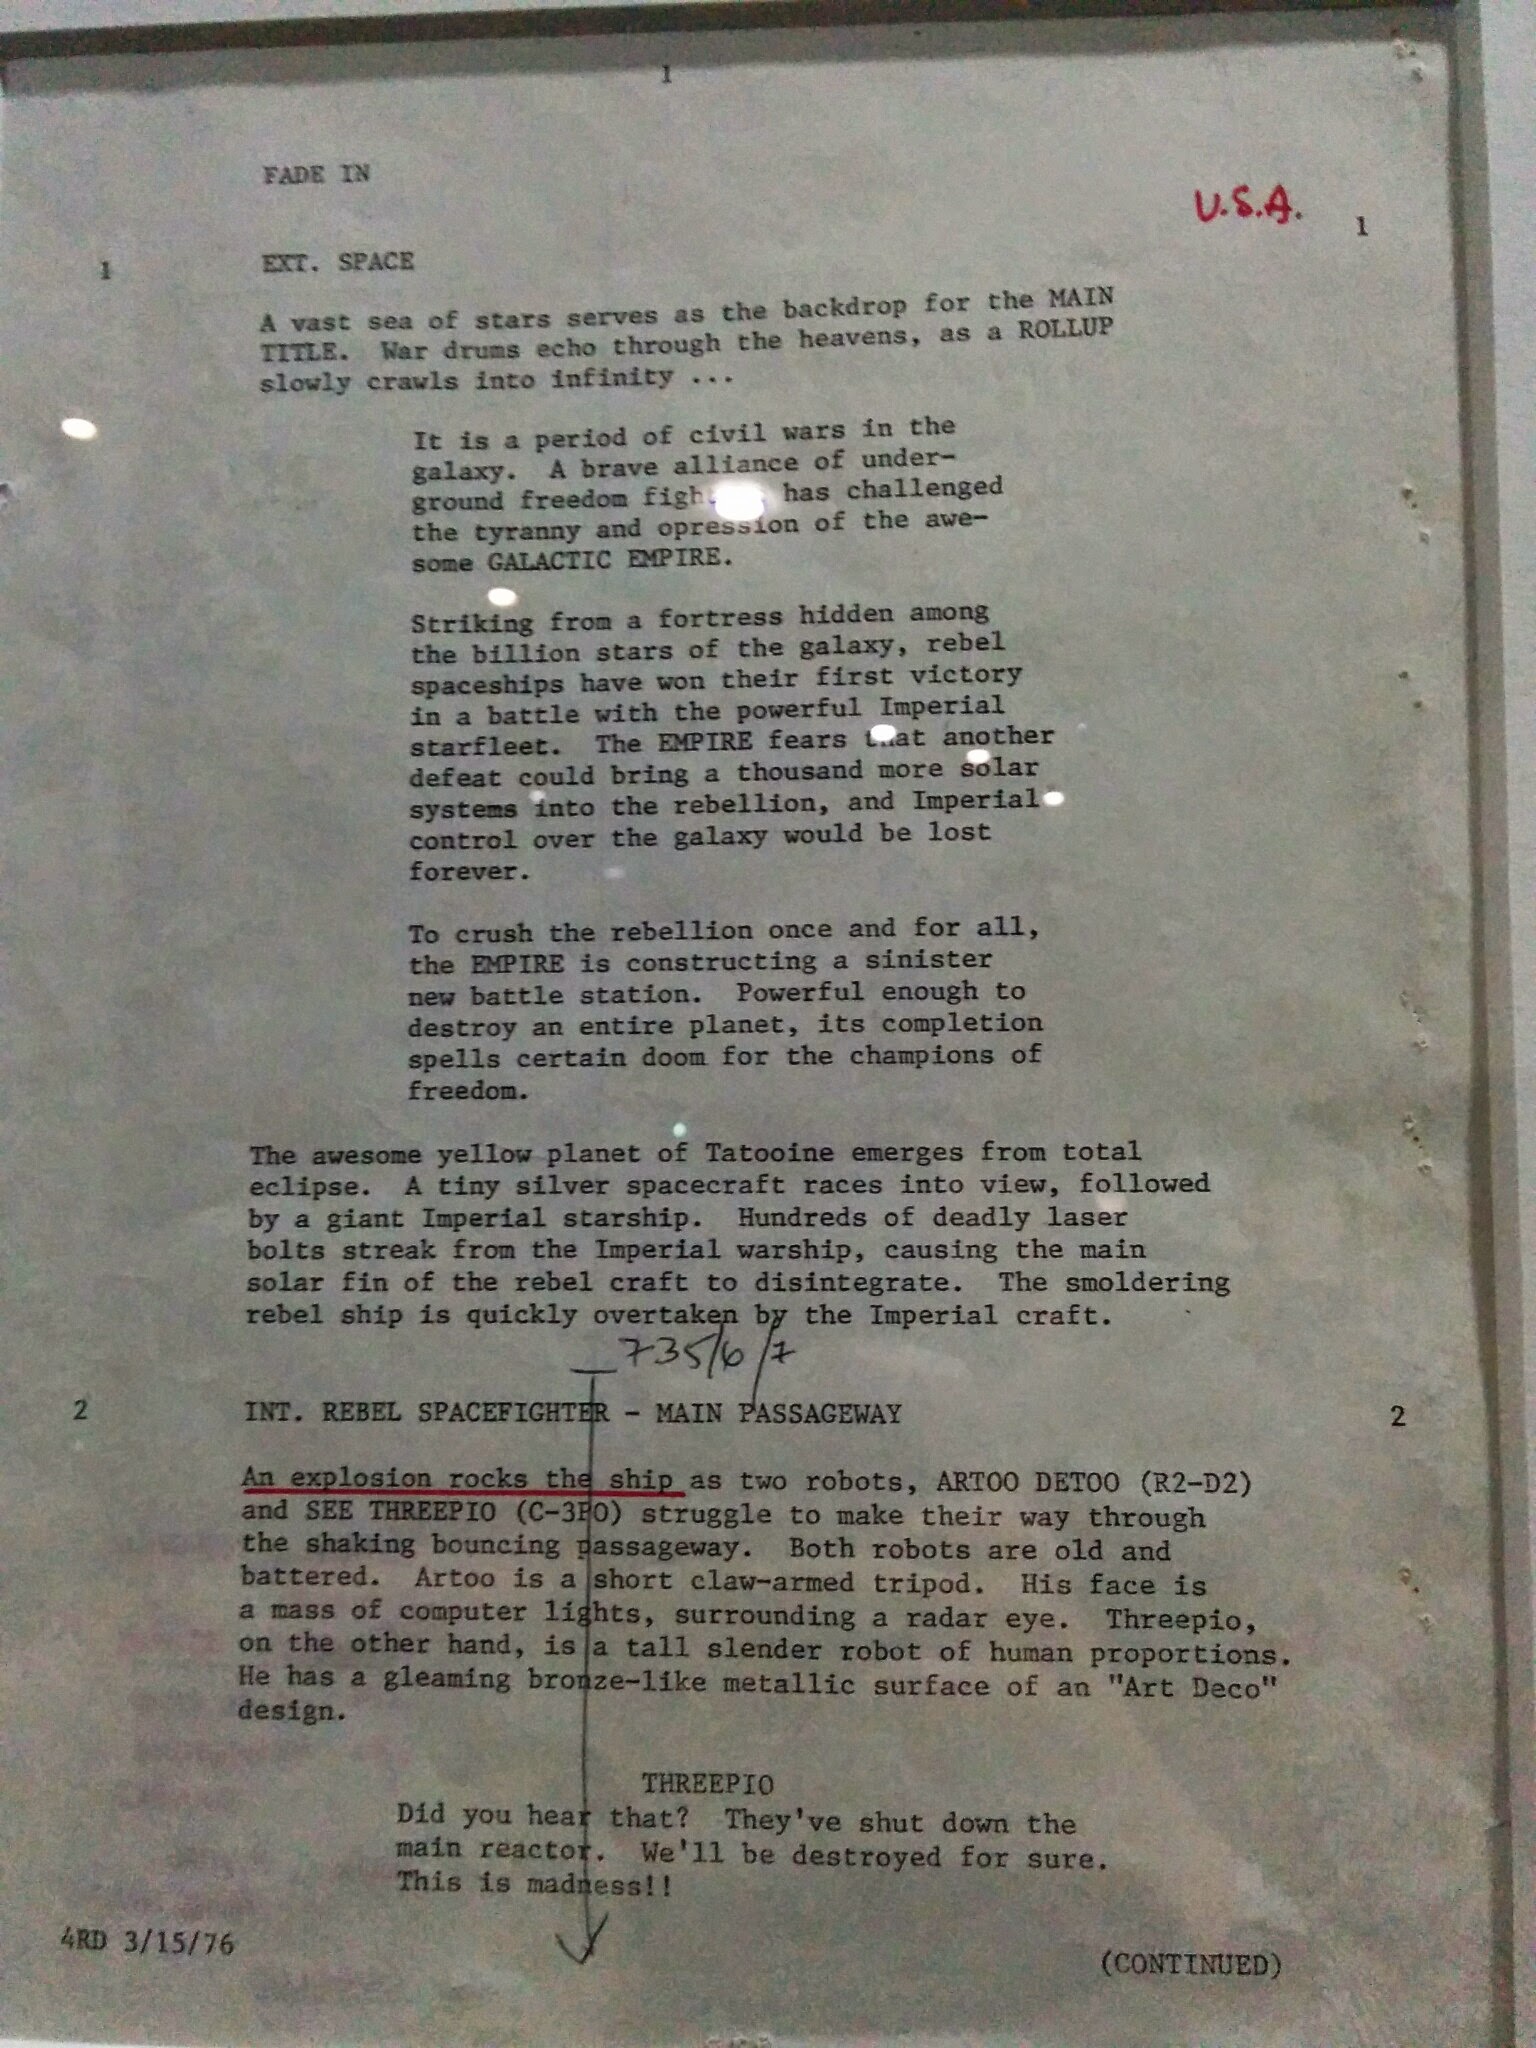 1
FADE IN
U.S.A.
1 EXT. SPACE 1
A vast sea of stars serves as the backdrop for the MAIN
TITLE. War drums echo through the heavens, as a ROLLUP
slowly crawls into infinity ...
It is a period of civil wars in the
galaxy. A brave alliance of under-
ground freedom has challenged
the tyranny and opression of the awe-
some GALACTIC EMPIRE.
Striking from a fortress hidden among
the billion stars of the galaxy, rebel
spaceships have won their first victory
in a battle with the powerful Imperial
starfleet. The EMPIRE fears that another
defeat could bring a thousand more solar
systems into the rebellion, and Imperial
control over the galaxy would be lost
forever.
To crush the rebellion once and for all,
the EMPIRE is constructing a sinister
new battle station. Powerful enough to
destroy an entire planet, its completion
spells certain doom for the champions of
freedom.
The awesome yellow planet of Tatooine emerges from total
eclipse. A tiny silver spacecraft races into view, followed
by a giant Imperial starship. Hundreds of deadly laser
bolts streak from the Imperial warship, causing the main
solar fin of the rebel craft to disintegrate. The smoldering
rebel ship is quickly overtaken by the Imperial craft.
735/6/7
2 INT. REBEL SPACEFIGHTER - MAIN PASSAGEWAY 2
An explosion rocks the ship as two robots, ARTOO DETOO (R2-D2)
and SEE THREEPIO (C-3PO) struggle to make their way through
the shaking bouncing passageway. Both robots are old and
battered. Artoo is a short claw-armed tripod. His face is
a mass of computer lights, surrounding a radar eye. Threepio,
on the other hand, is a tall slender robot of human proportions.
He has a gleaming bronze-like metallic surface of an "Art Deco"
design.
THREEPIO
Did you hear that? They've shut down the
main reactor. We'll be destroyed for sure.
This is madness!!
4RD 3/15/76
(CONTINUED)